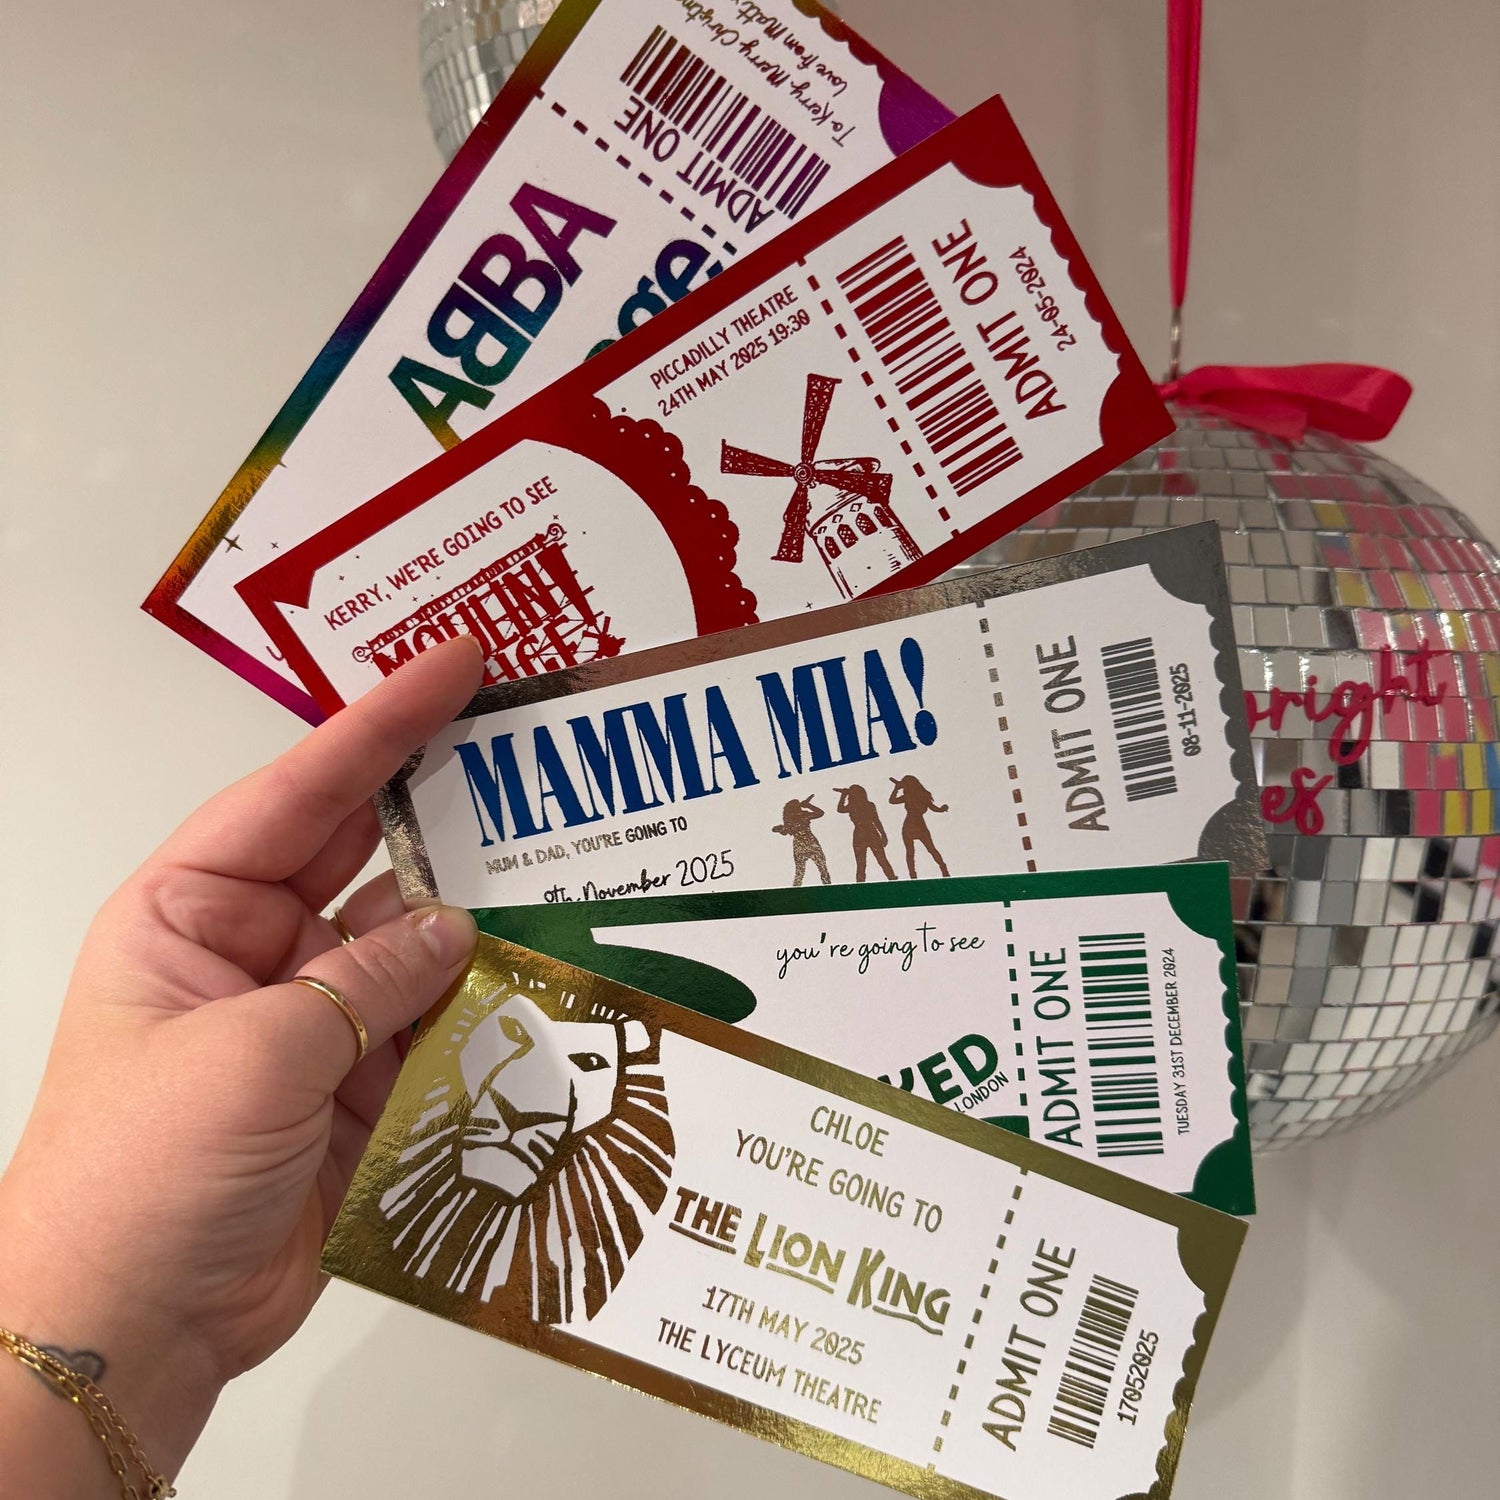 To Kerry, Merry
Love from Matt
ADMIT ONE
ABBA
KERRY, WE'RE GOING TO SEE
MOULIN
PICCADILLY THEATRE
24TH MAY 2025 19:30
ADMIT ONE
24-05-2024
MAMMA MIA!
MUM & DAD, YOU'RE GOING TO
November 2025
ADMIT ONE
08-11-2025
you're going to see
KED
LONDON
ADMIT ONE
TUESDAY 31ST DECEMBER 2024
CHLOE
YOU'RE GOING TO
THE LION KING
17TH MAY 2025
THE LYCEUM THEATRE
ADMIT ONE
17052025